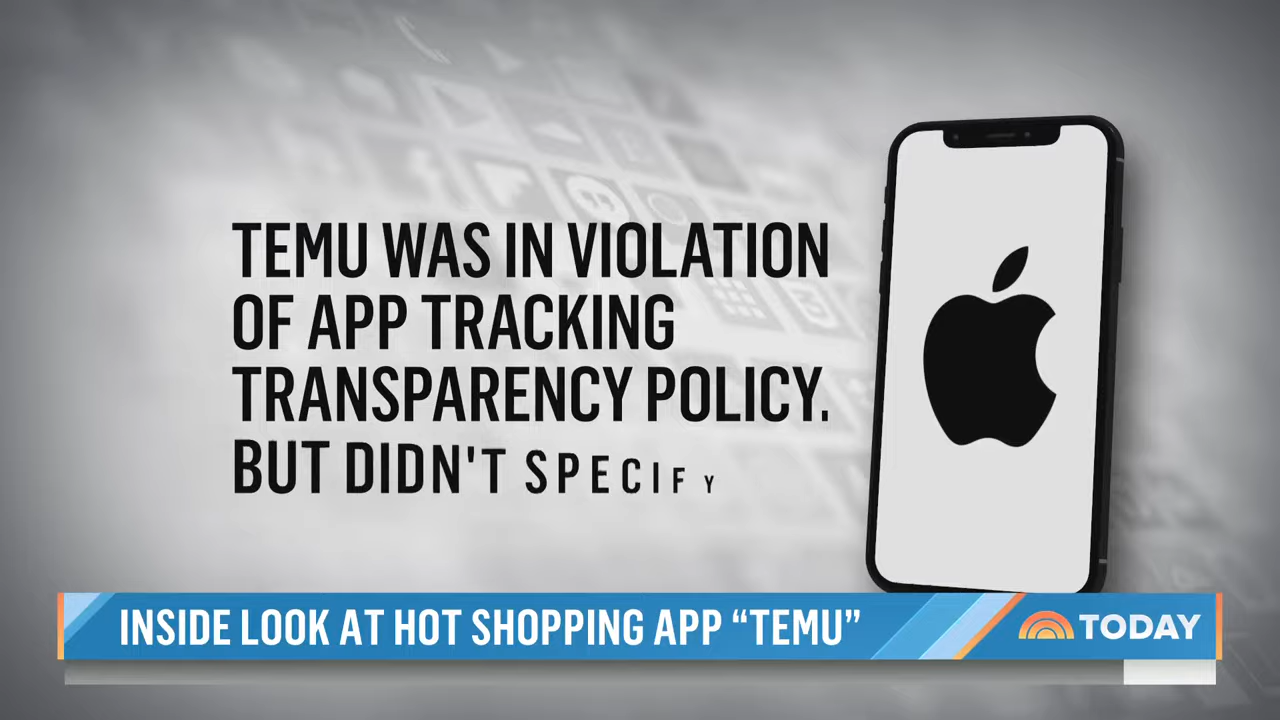 TEMU WAS IN VIOLATION
OF APP TRACKING
TRANSPARENCY POLICY.
BUT DIDN'T SPECIFY
INSIDE LOOK AT HOT SHOPPING APP “TEMU”
TODAY